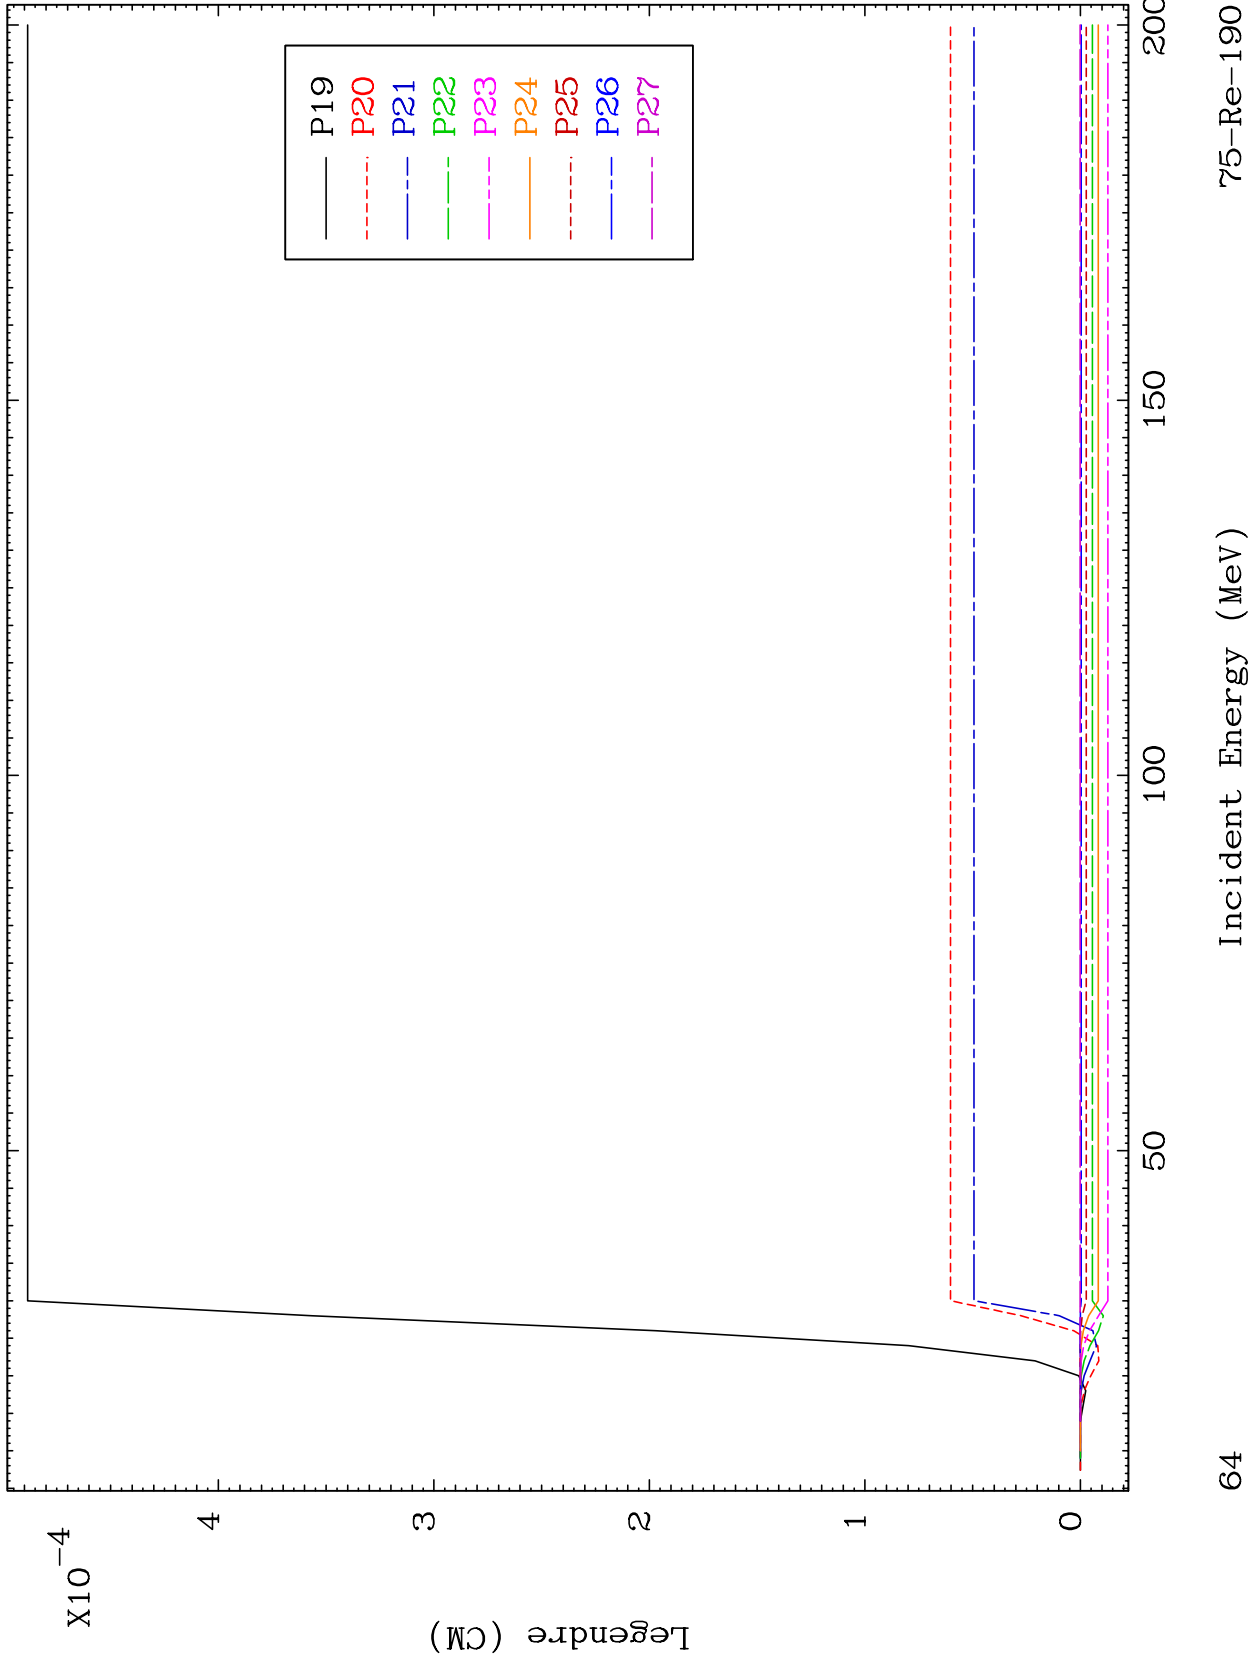 X10-4
Legendre (CM)
4
3
2
1
0
P19
P20
P21
P22
P23
P24
P25
P26
P27
50
100
150
200
64
Incident Energy (MeV)
75-Re-190